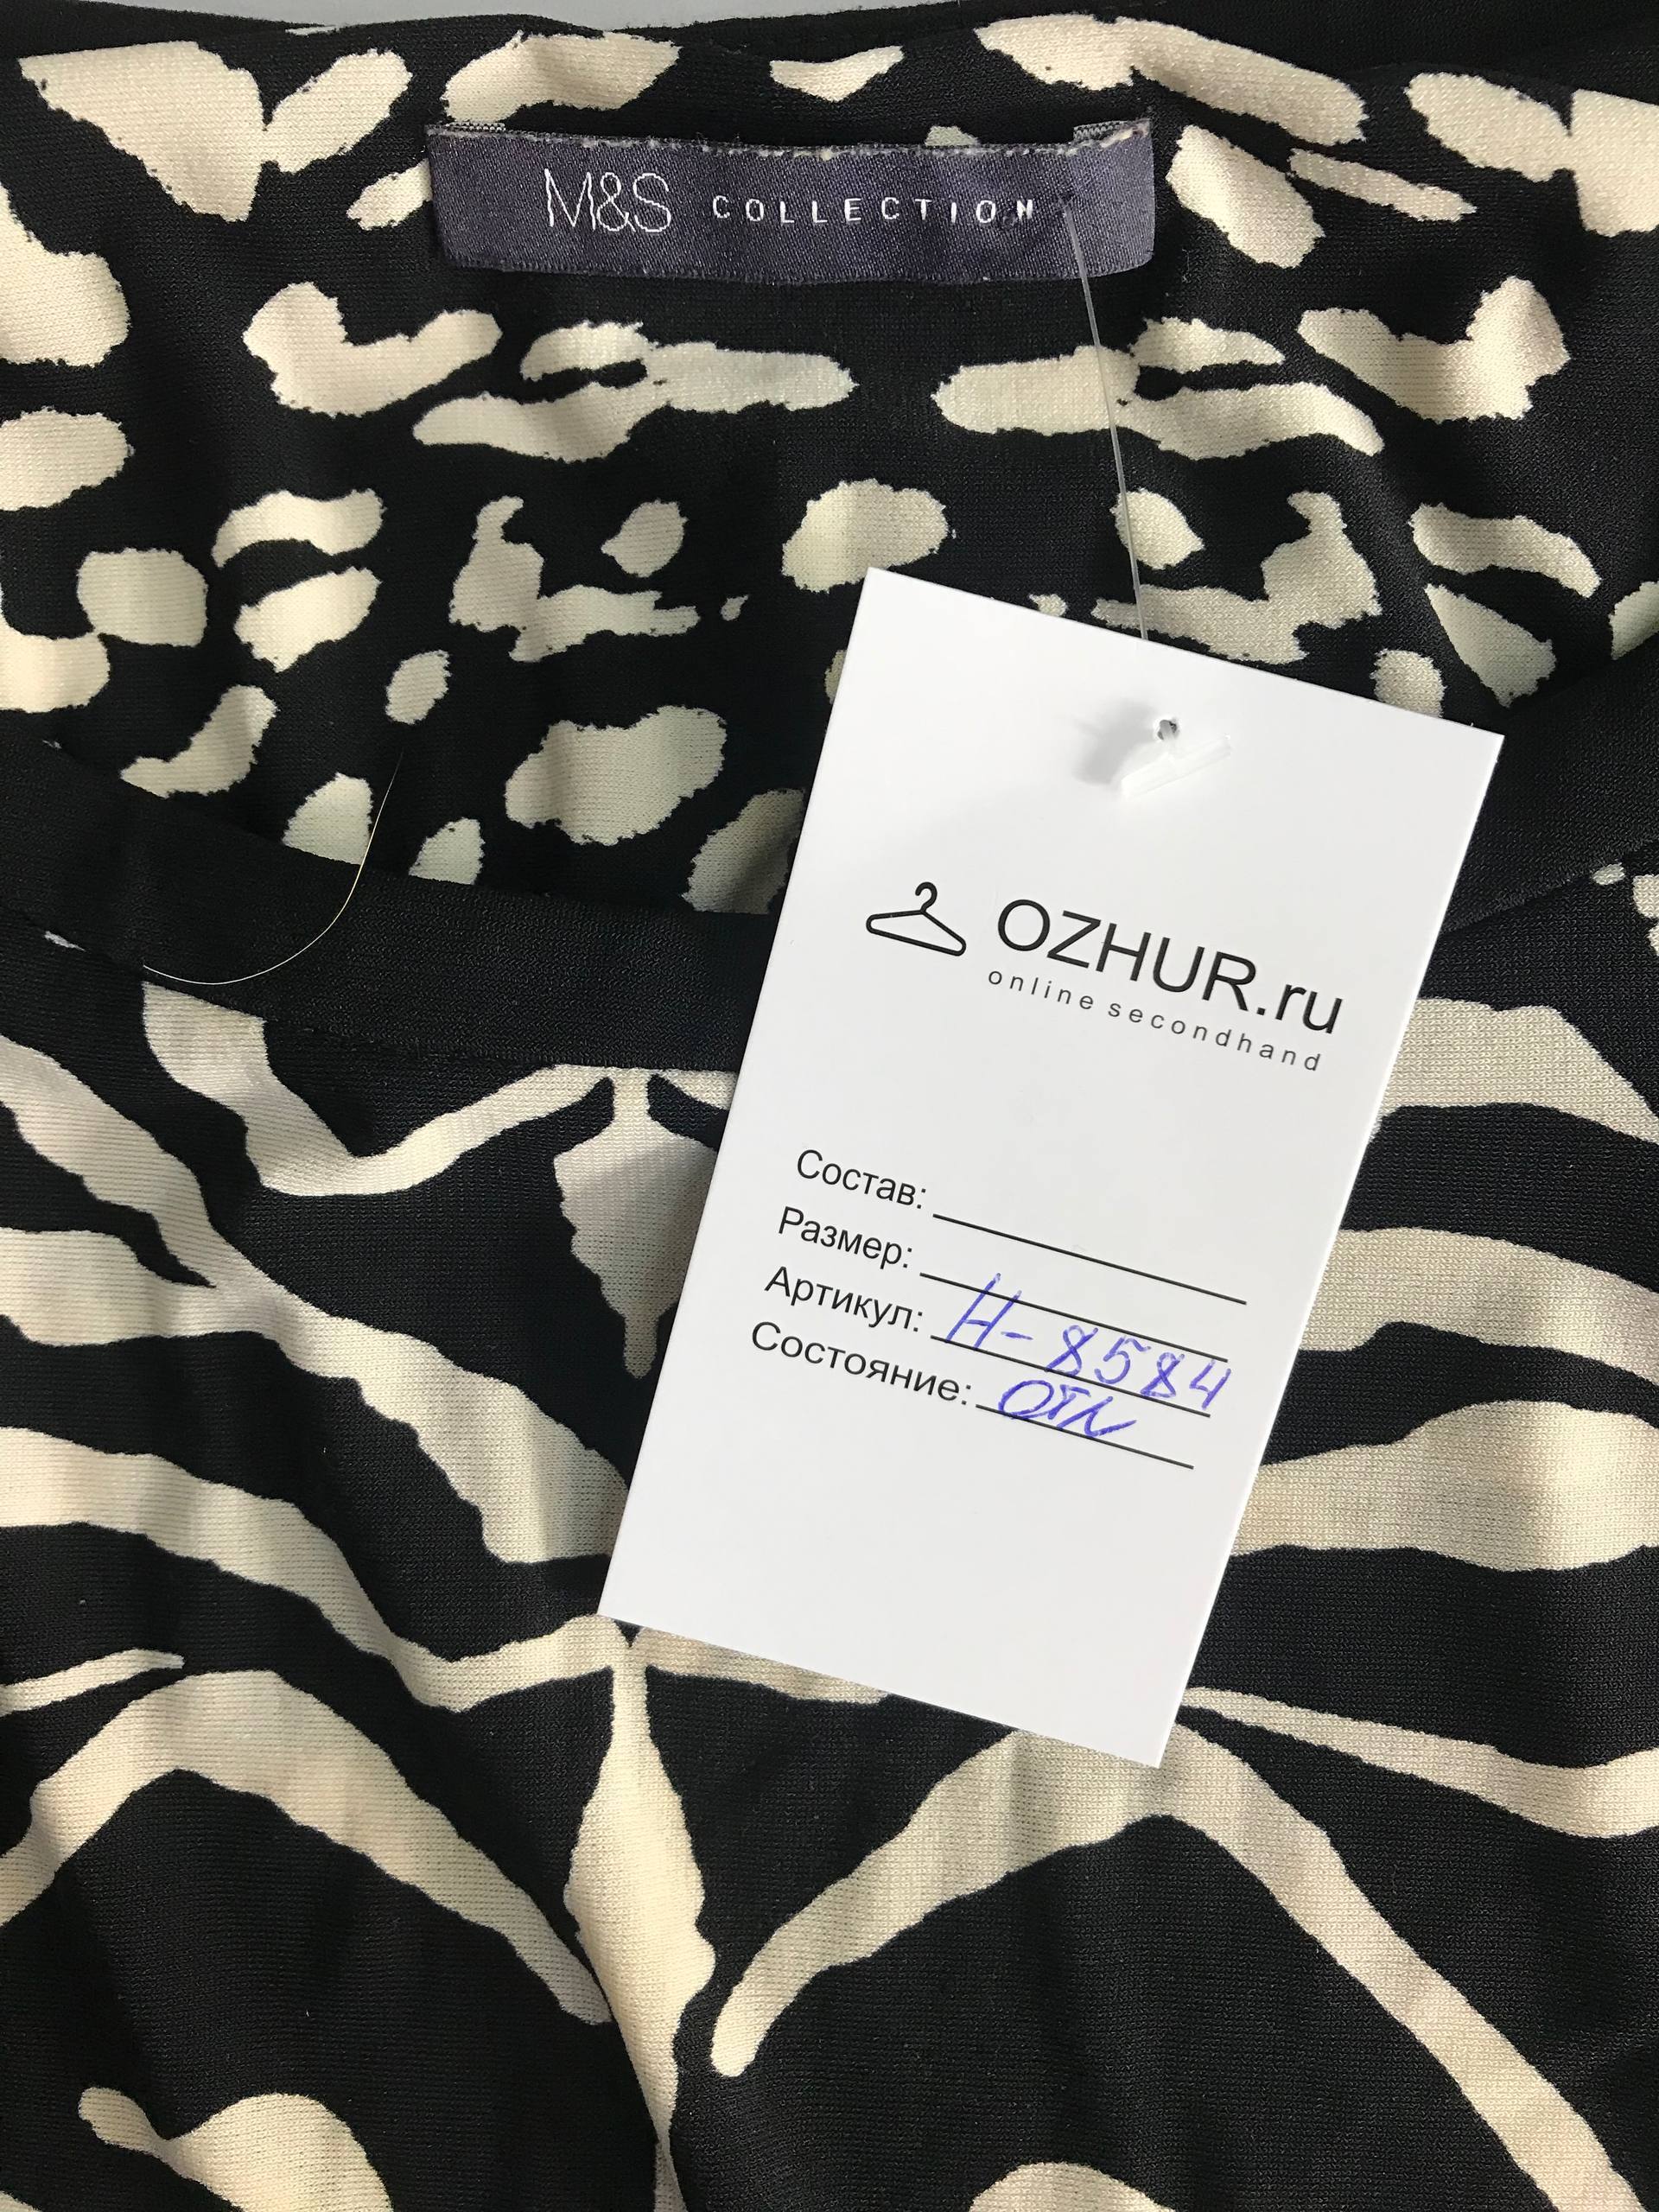 M&S COLLECTION
OZHUR.ru
online secondhand
Состав:
Размер:
Артикул: Н-8584
Состояние: отл